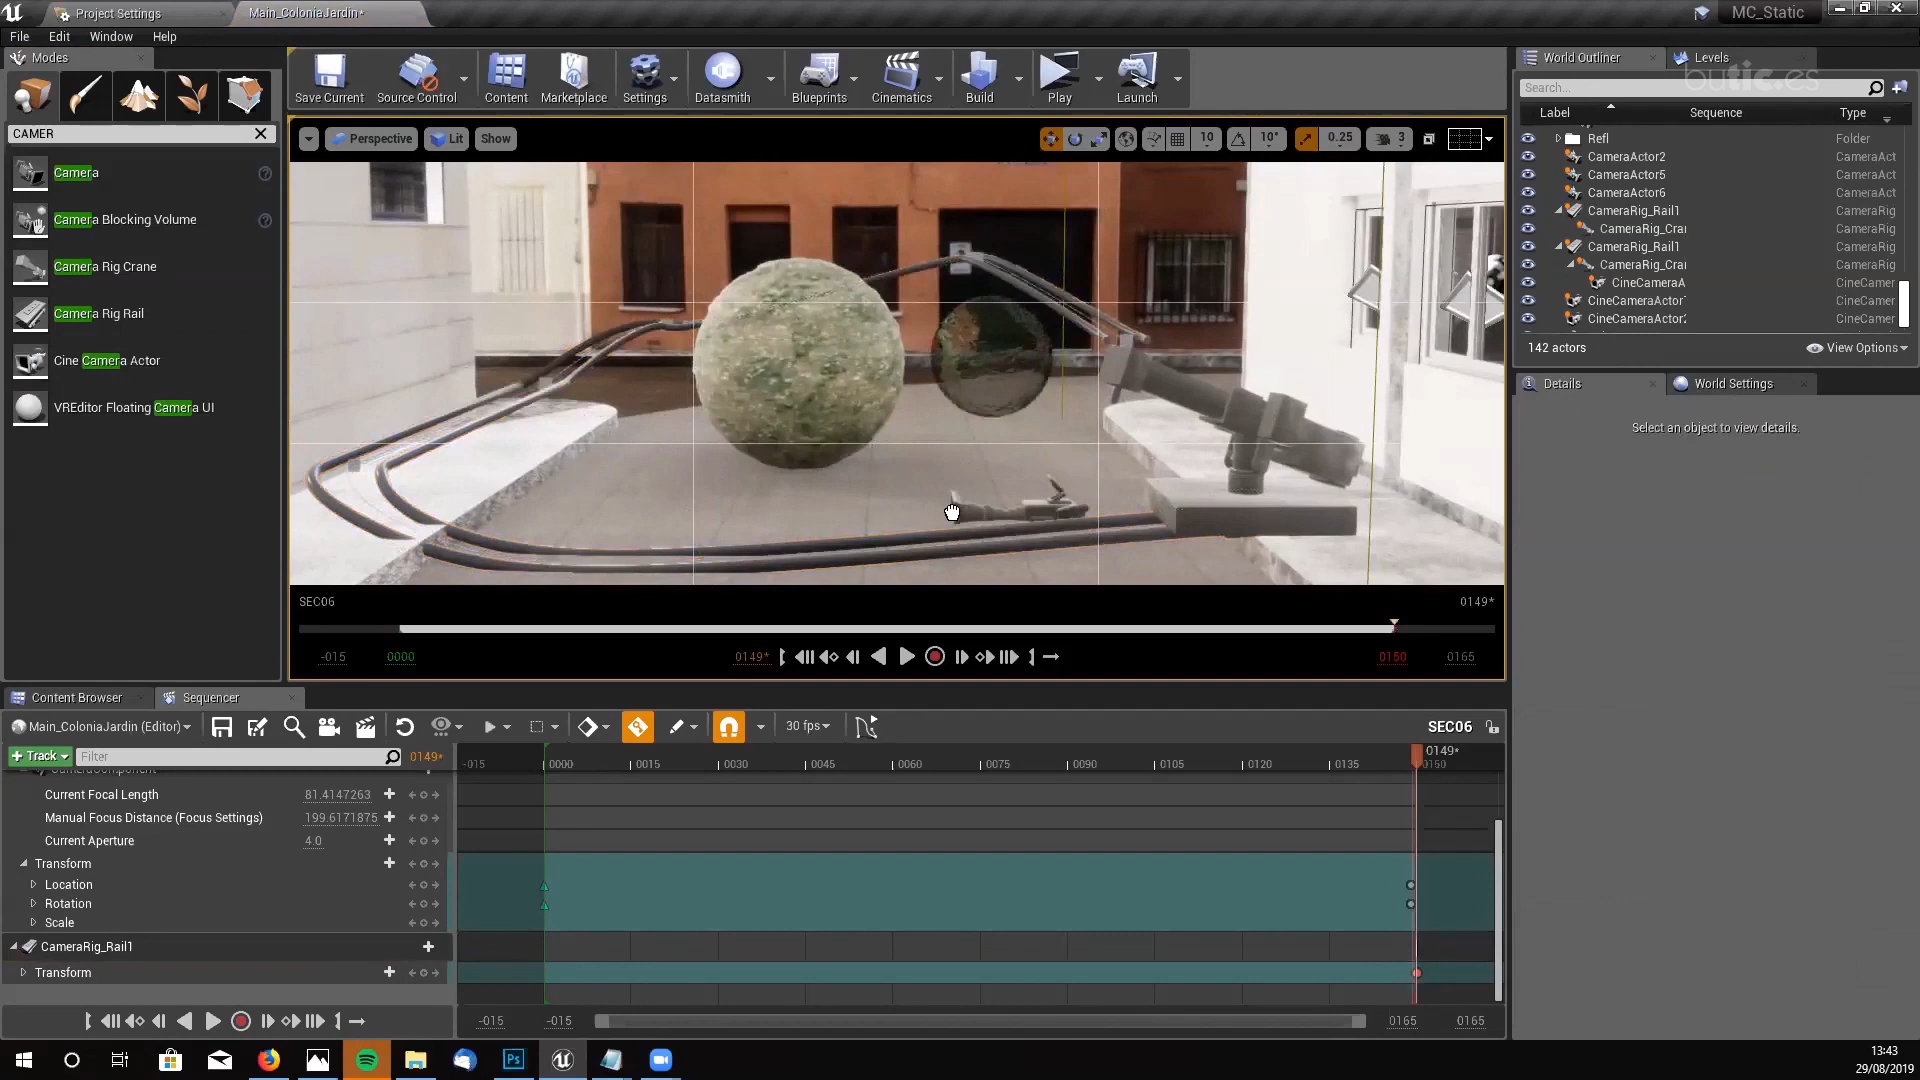 Project Settings
Main_ColoniaJardin*
MC_Static
File Edit Window Help
Modes
CAMER
Camera
Camera Blocking Volume
Camera Rig Crane
Camera Rig Rail
Cine Camera Actor
VREditor Floating Camera UI
Save Current Source Control Content Marketplace Settings Datasmith Blueprints Cinematics Build Play Launch
Perspective Lit Show 10 10° 0.25 3
SEC06 0149*
-015 0000 0149* 0150 0165
World Outliner Levels
butic.es
Search...
Label Sequence Type
Refl Folder
CameraActor2 CameraAct
CameraActor5 CameraAct
CameraActor6 CameraAct
CameraRig_Rail1 CameraRig
CameraRig_Cra CameraRig
CameraRig_Rail1 CameraRig
CameraRig_Cra CameraRig
CineCameraA CineCamer
CineCameraActor CineCamer
CineCameraActor2 CineCamer
142 actors View Options
Details World Settings
Select an object to view details.
Content Browser Sequencer
Main_ColoniaJardin (Editor) 30 fps SEC06
+ Track Filter 0149*
0149*
-015 0000 0015 0030 0045 0060 0075 0090 0105 0120 0135 0150
Current Focal Length 81.4147263
Manual Focus Distance (Focus Settings) 199.6171875
Current Aperture 4.0
Transform
Location
Rotation
Scale
CameraRig_Rail1
Transform
-015 -015 0165 0165
Ps
13:43
29/08/2019